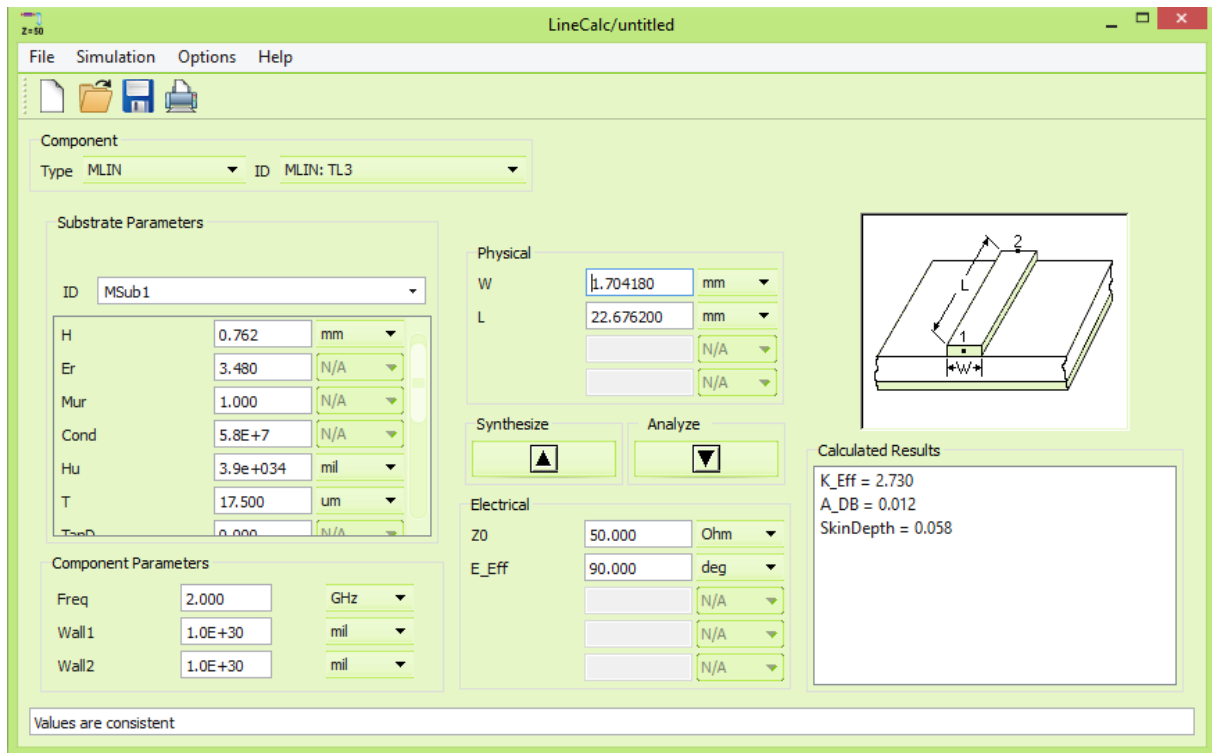 Z=50
LineCalc/untitled
File Simulation Options Help
Component
Type MLIN ID MLIN: TL3
Substrate Parameters
ID MSub1
H 0.762 mm
Er 3.480 N/A
Mur 1.000 N/A
Cond 5.8E+7 N/A
Hu 3.9e+034 mil
T 17.500 um
TanD 0.000 N/A
Component Parameters
Freq 2.000 GHz
Wall1 1.0E+30 mil
Wall2 1.0E+30 mil
Physical
W 1.704180 mm
L 22.676200 mm
N/A
N/A
Synthesize Analyze
Electrical
Z0 50.000 Ohm
E_Eff 90.000 deg
N/A
N/A
N/A
2
L
1
W
Calculated Results
K_Eff = 2.730
A_DB = 0.012
SkinDepth = 0.058
Values are consistent